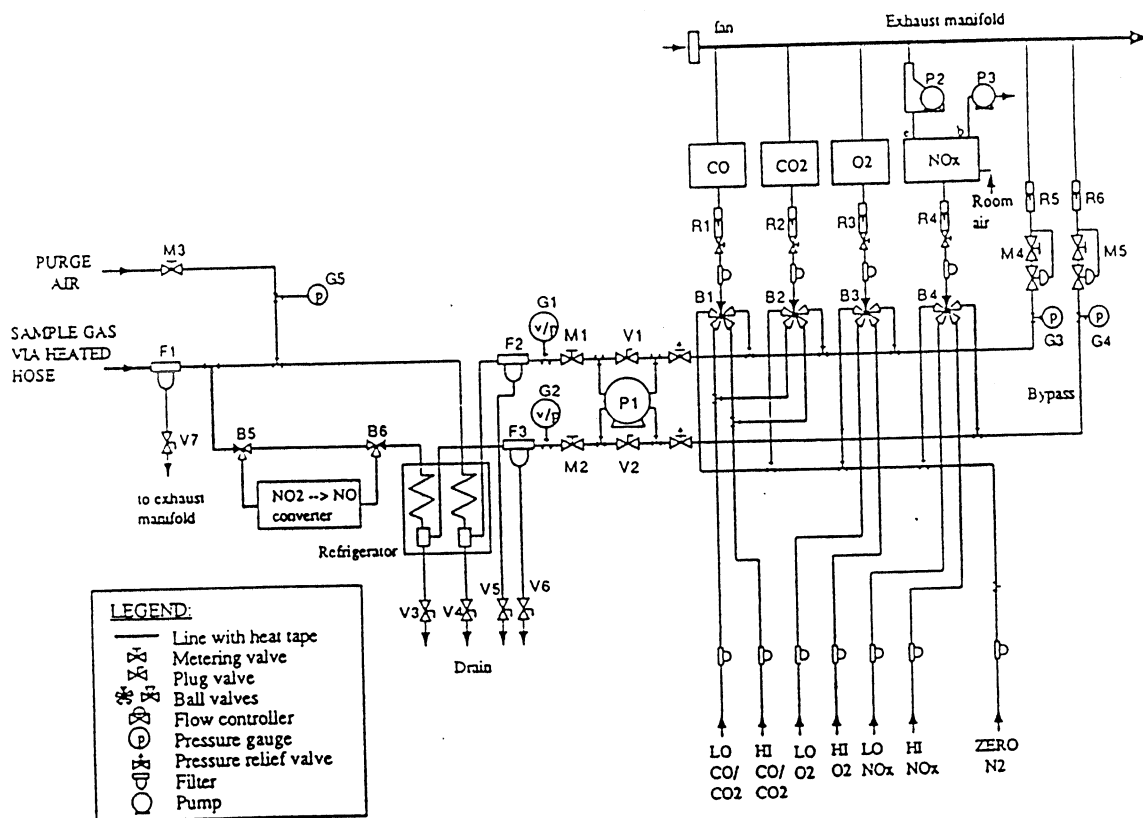 fan
Exhaust manifold
P2
P3
c
b
CO
CO2
O2
NOx
Room
air
R1
R2
R3
R4
R5
R6
M3
PURGE
AIR
G5
p
M4
M5
SAMPLE GAS
VIA HEATED
HOSE
F1
F2
G1
v/p
M1
V1
B1
B2
B3
B4
p
G3
p
G4
P1
Bypass
V7
B5
B6
G2
v/p
F3
M2
V2
to exhaust
manifold
NO2 --> NO
converter
Refrigerator
V3
V4
V5
V6
Drain
LEGEND:
Line with heat tape
Metering valve
Plug valve
Ball valves
Flow controller
p
Pressure gauge
Pressure relief valve
Filter
Pump
LO
CO/
CO2
HI
CO/
CO2
LO
O2
HI
O2
LO
NOx
HI
NOx
ZERO
N2